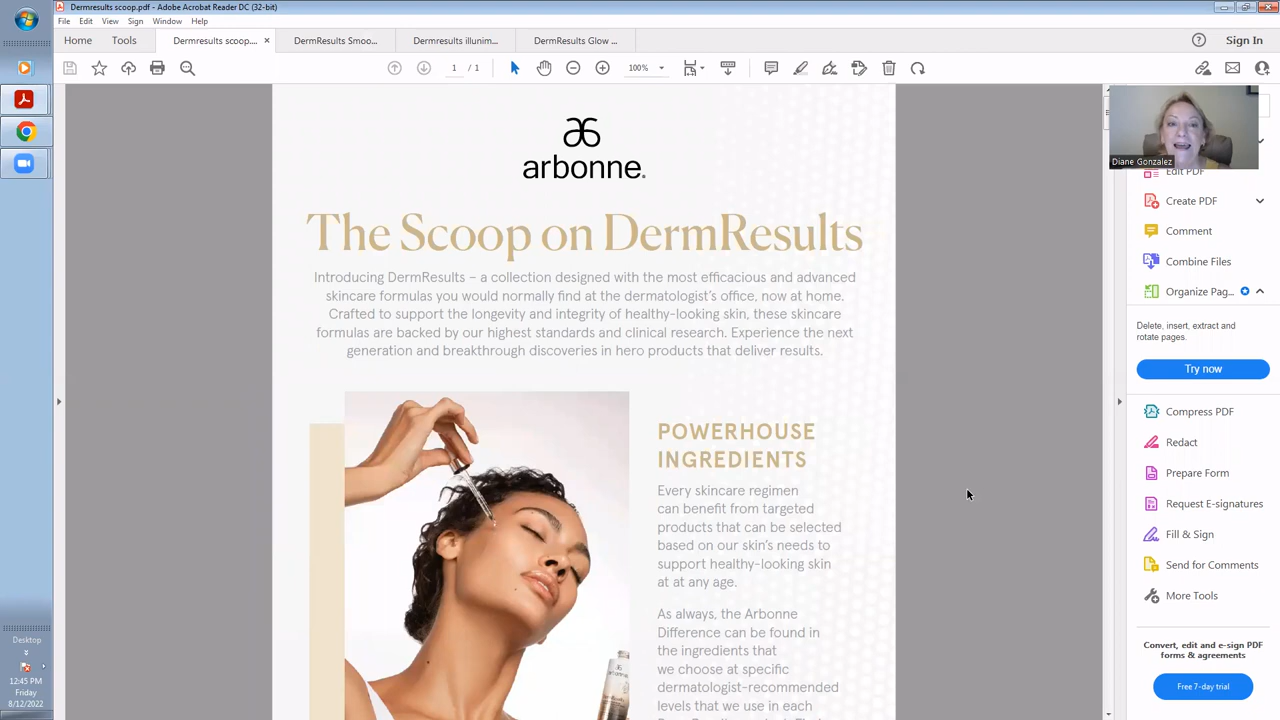 Dermresults scoop.pdf - Adobe Acrobat Reader DC (32-bit)
File Edit View Sign Window Help
Home Tools Dermresults scoop.... × DermResults Smoo... Dermresults illunim... DermResults Glow ... Sign In
1 / 1 100%
arbonne.
The Scoop on DermResults
Introducing DermResults – a collection designed with the most efficacious and advanced
skincare formulas you would normally find at the dermatologist's office, now at home.
Crafted to support the longevity and integrity of healthy-looking skin, these skincare
formulas are backed by our highest standards and clinical research. Experience the next
generation and breakthrough discoveries in hero products that deliver results.
POWERHOUSE
INGREDIENTS
Every skincare regimen
can benefit from targeted
products that can be selected
based on our skin's needs to
support healthy-looking skin
at at any age.
As always, the Arbonne
Difference can be found in
the ingredients that
we choose at specific
dermatologist-recommended
levels that we use in each
arbonne
Diane Gonzalez
Edit PDF
Create PDF
Comment
Combine Files
Organize Pag...
Delete, insert, extract and
rotate pages.
Try now
Compress PDF
Redact
Prepare Form
Request E-signatures
Fill & Sign
Send for Comments
More Tools
Convert, edit and e-sign PDF
forms & agreements
Free 7-day trial
Desktop
12:45 PM
Friday
8/12/2022